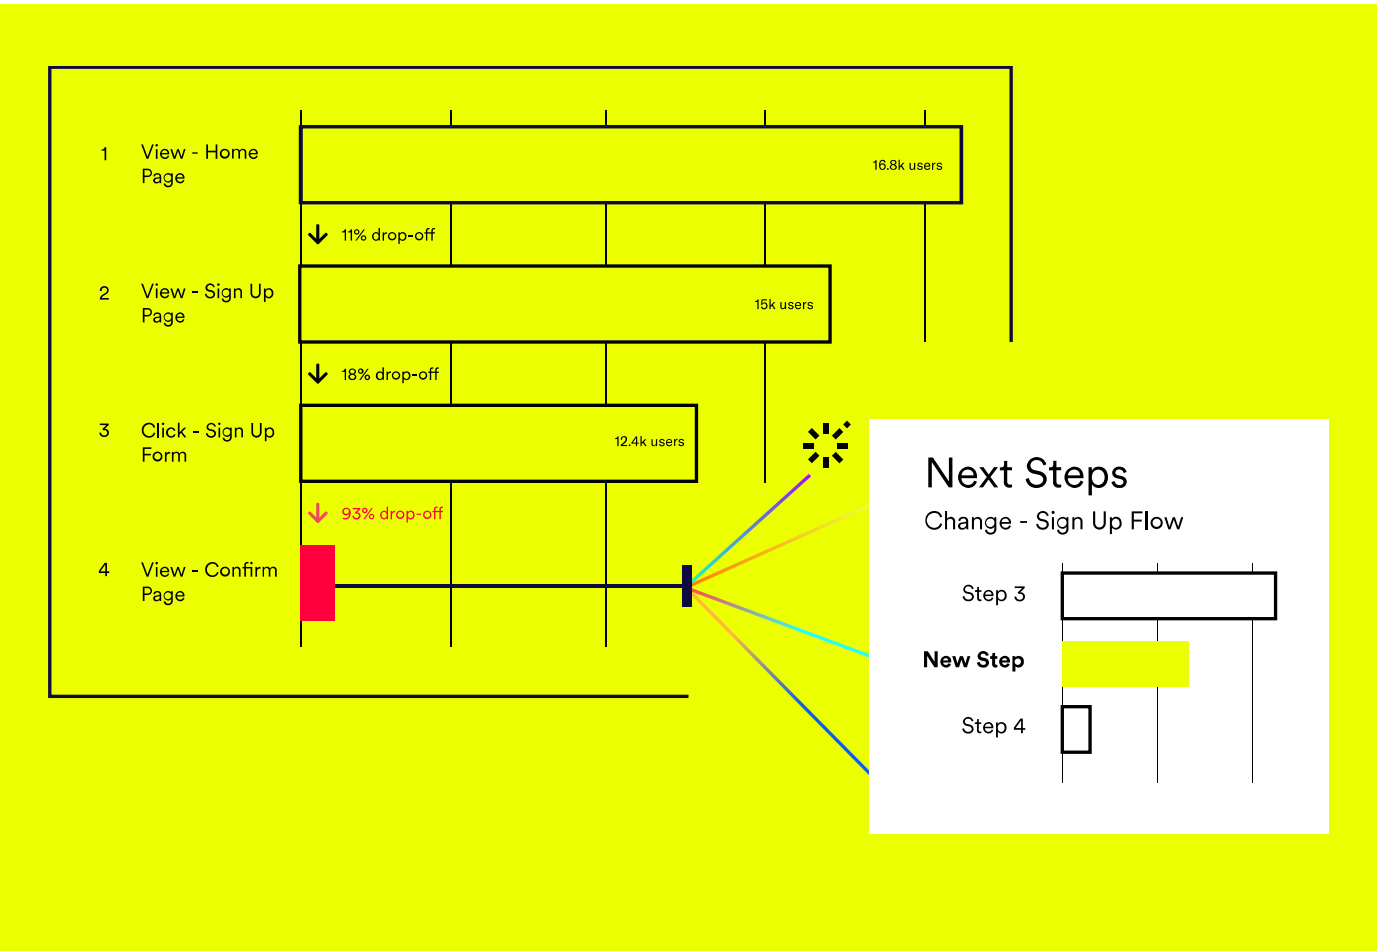 1 View - Home
Page
16.8k users
11% drop-off
2 View - Sign Up
Page
15k users
18% drop-off
3 Click - Sign Up
Form
12.4k users
93% drop-off
4 View - Confirm
Page
Next Steps
Change - Sign Up Flow
Step 3
New Step
Step 4